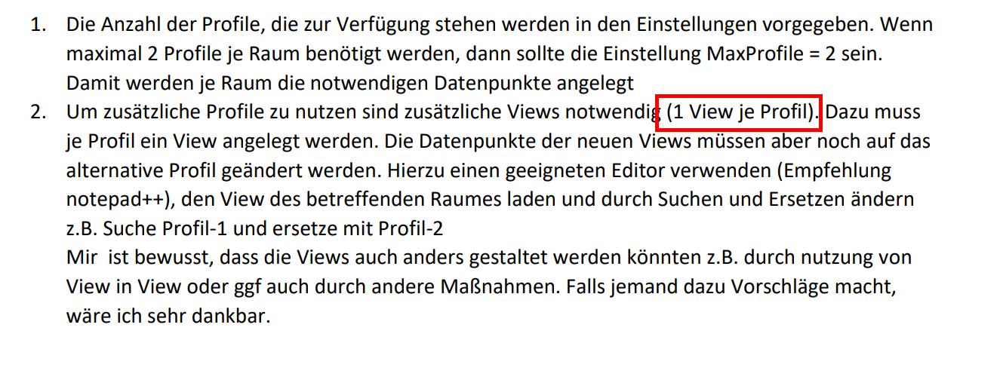 1. Die Anzahl der Profile, die zur Verfügung stehen werden in den Einstellungen vorgegeben. Wenn
maximal 2 Profile je Raum benötigt werden, dann sollte die Einstellung MaxProfile = 2 sein.
Damit werden je Raum die notwendigen Datenpunkte angelegt
2. Um zusätzliche Profile zu nutzen sind zusätzliche Views notwendig (1 View je Profil). Dazu muss
je Profil ein View angelegt werden. Die Datenpunkte der neuen Views müssen aber noch auf das
alternative Profil geändert werden. Hierzu einen geeigneten Editor verwenden (Empfehlung
notepad++), den View des betreffenden Raumes laden und durch Suchen und Ersetzen ändern
z.B. Suche Profil-1 und ersetze mit Profil-2
Mir  ist bewusst, dass die Views auch anders gestaltet werden könnten z.B. durch nutzung von
View in View oder ggf auch durch andere Maßnahmen. Falls jemand dazu Vorschläge macht,
wäre ich sehr dankbar.